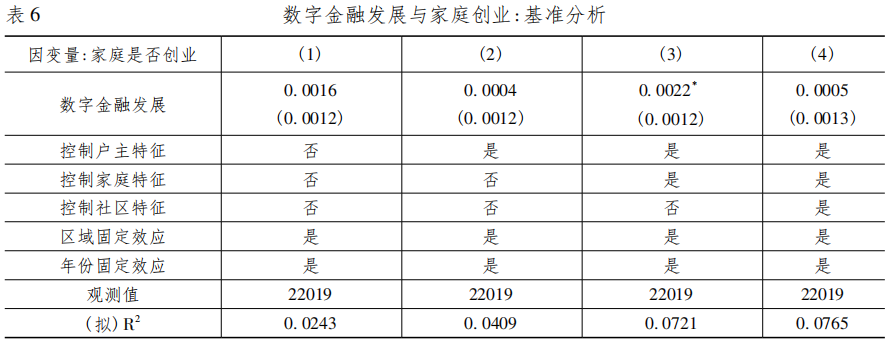 表 6 数字金融发展与家庭创业:基准分析
因变量:家庭是否创业 (1) (2) (3) (4)
数字金融发展 0.0016 0.0004 0.0022* 0.0005
(0.0012) (0.0012) (0.0012) (0.0013)
控制户主特征 否 是 是 是
控制家庭特征 否 否 是 是
控制社区特征 否 否 否 是
区域固定效应 是 是 是 是
年份固定效应 是 是 是 是
观测值 22019 22019 22019 22019
(拟)R² 0.0243 0.0409 0.0721 0.0765